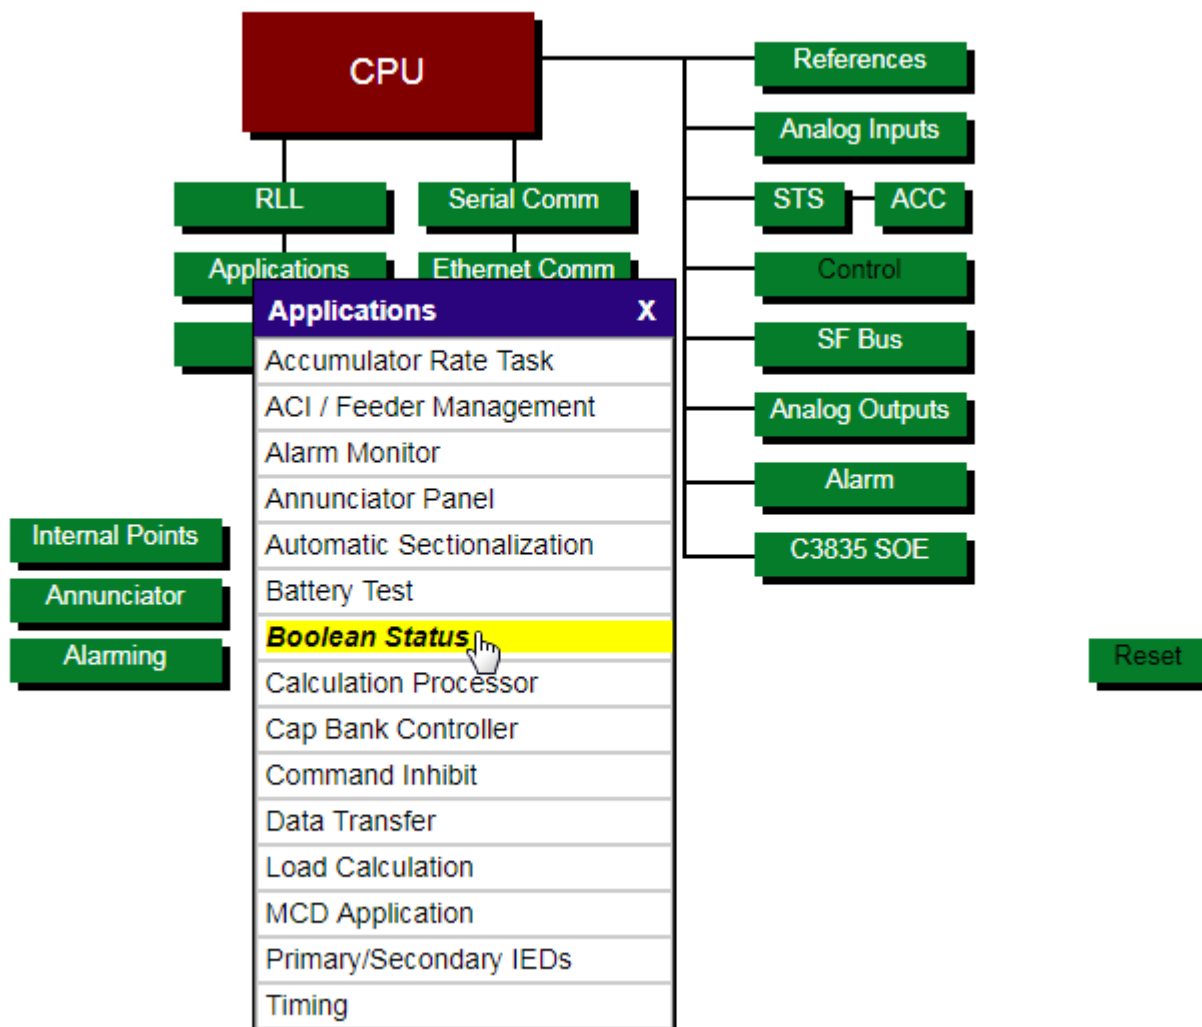 CPU
References
Analog Inputs
RLL
Serial Comm
STS
ACC
Applications
Ethernet Comm
Control
Applications X
SF Bus
Accumulator Rate Task
ACI / Feeder Management
Analog Outputs
Alarm Monitor
Alarm
Annunciator Panel
Internal Points
Automatic Sectionalization
C3835 SOE
Battery Test
Annunciator
Boolean Status
Alarming
Reset
Calculation Processor
Cap Bank Controller
Command Inhibit
Data Transfer
Load Calculation
MCD Application
Primary/Secondary IEDs
Timing